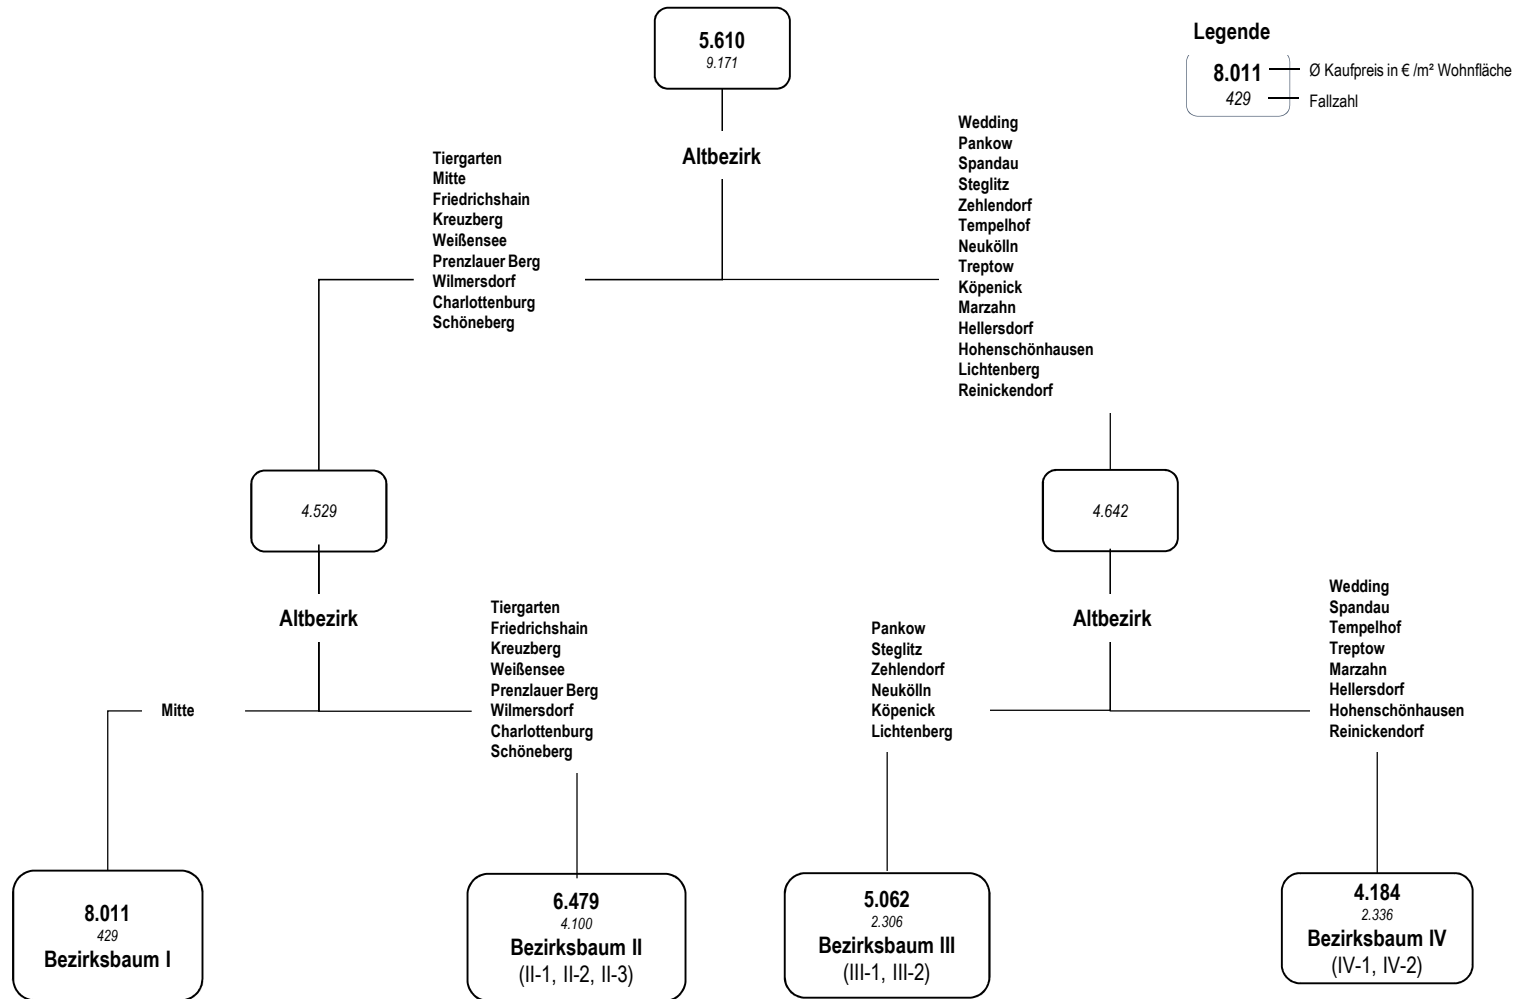 5.610
9.171
Legende
8.011
Ø Kaufpreis in € /m² Wohnfläche
429
Fallzahl
Altbezirk
Tiergarten
Mitte
Friedrichshain
Kreuzberg
Weißensee
Prenzlauer Berg
Wilmersdorf
Charlottenburg
Schöneberg
Wedding
Pankow
Spandau
Steglitz
Zehlendorf
Tempelhof
Neukölln
Treptow
Köpenick
Marzahn
Hellersdorf
Hohenschönhausen
Lichtenberg
Reinickendorf
4.529
4.642
Altbezirk
Mitte
Tiergarten
Friedrichshain
Kreuzberg
Weißensee
Prenzlauer Berg
Wilmersdorf
Charlottenburg
Schöneberg
Altbezirk
Pankow
Steglitz
Zehlendorf
Neukölln
Köpenick
Lichtenberg
Wedding
Spandau
Tempelhof
Treptow
Marzahn
Hellersdorf
Hohenschönhausen
Reinickendorf
8.011
429
Bezirksbaum I
6.479
4.100
Bezirksbaum II
(II-1, II-2, II-3)
5.062
2.306
Bezirksbaum III
(III-1, III-2)
4.184
2.336
Bezirksbaum IV
(IV-1, IV-2)